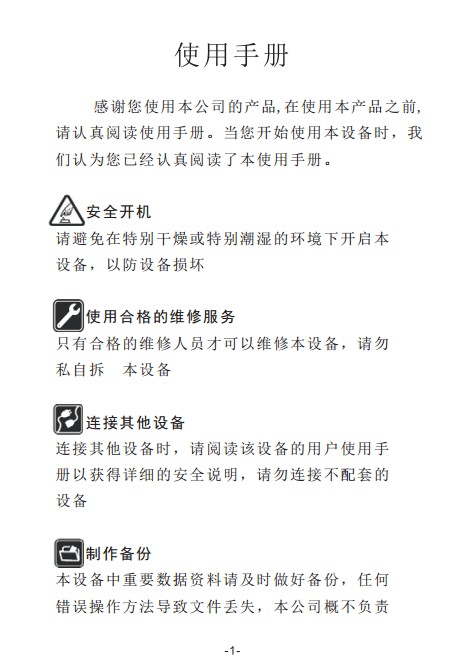 使用手册
感谢您使用本公司的产品,在使用本产品之前,
请认真阅读使用手册。当您开始使用本设备时，我
们认为您已经认真阅读了本使用手册。
安全开机
请避免在特别干燥或特别潮湿的环境下开启本
设备，以防设备损坏
使用合格的维修服务
只有合格的维修人员才可以维修本设备，请勿
私自拆　本设备
连接其他设备
连接其他设备时，请阅读该设备的用户使用手
册以获得详细的安全说明，请勿连接不配套的
设备
制作备份
本设备中重要数据资料请及时做好备份，任何
错误操作方法导致文件丢失，本公司概不负责
-1-